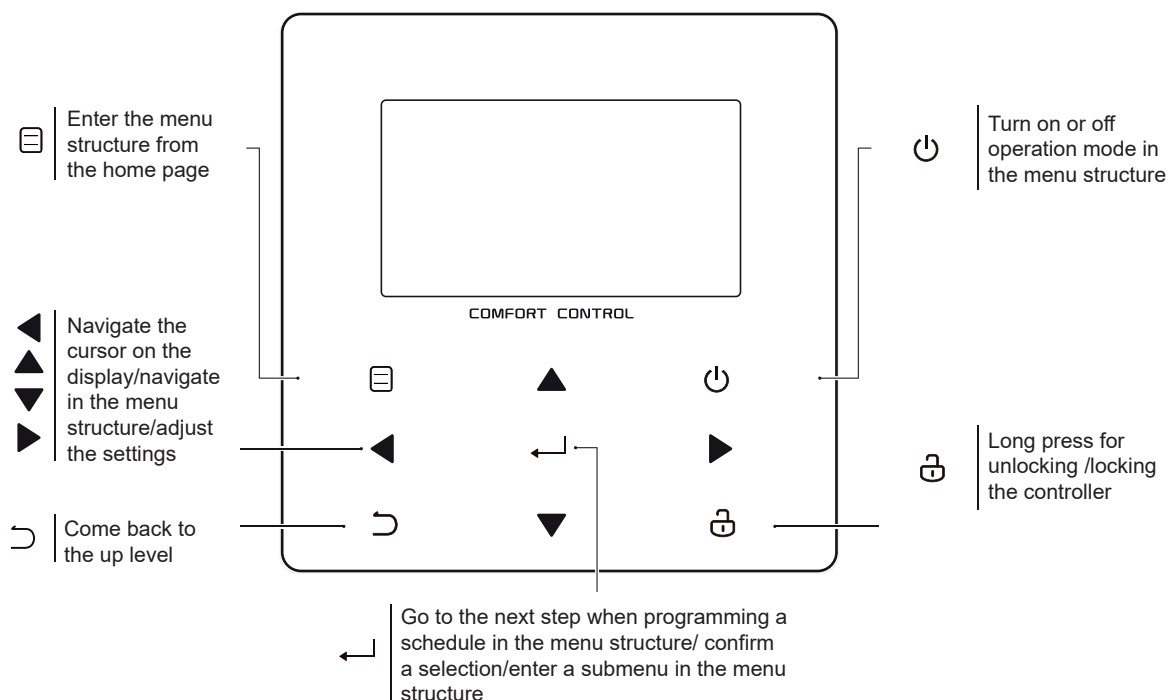 Enter the menu
structure from
the home page
Turn on or off
operation mode in
the menu structure
COMFORT CONTROL
Navigate the
cursor on the
display/navigate
in the menu
structure/adjust
the settings
Long press for
unlocking /locking
the controller
Come back to
the up level
Go to the next step when programming a
schedule in the menu structure/ confirm
a selection/enter a submenu in the menu
structure